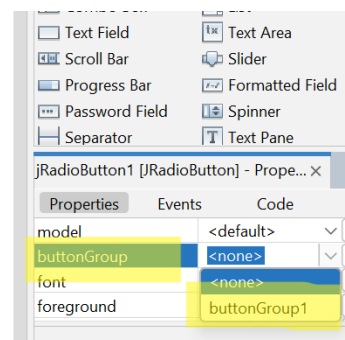 Text Field Text Area
Scroll Bar Slider
Progress Bar Formatted Field
Password Field Spinner
Separator Text Pane
jRadioButton1 [JRadioButton] - Prope... ×
Properties Events Code
model <default>
buttonGroup <none>
<none>
font
buttonGroup1
foreground